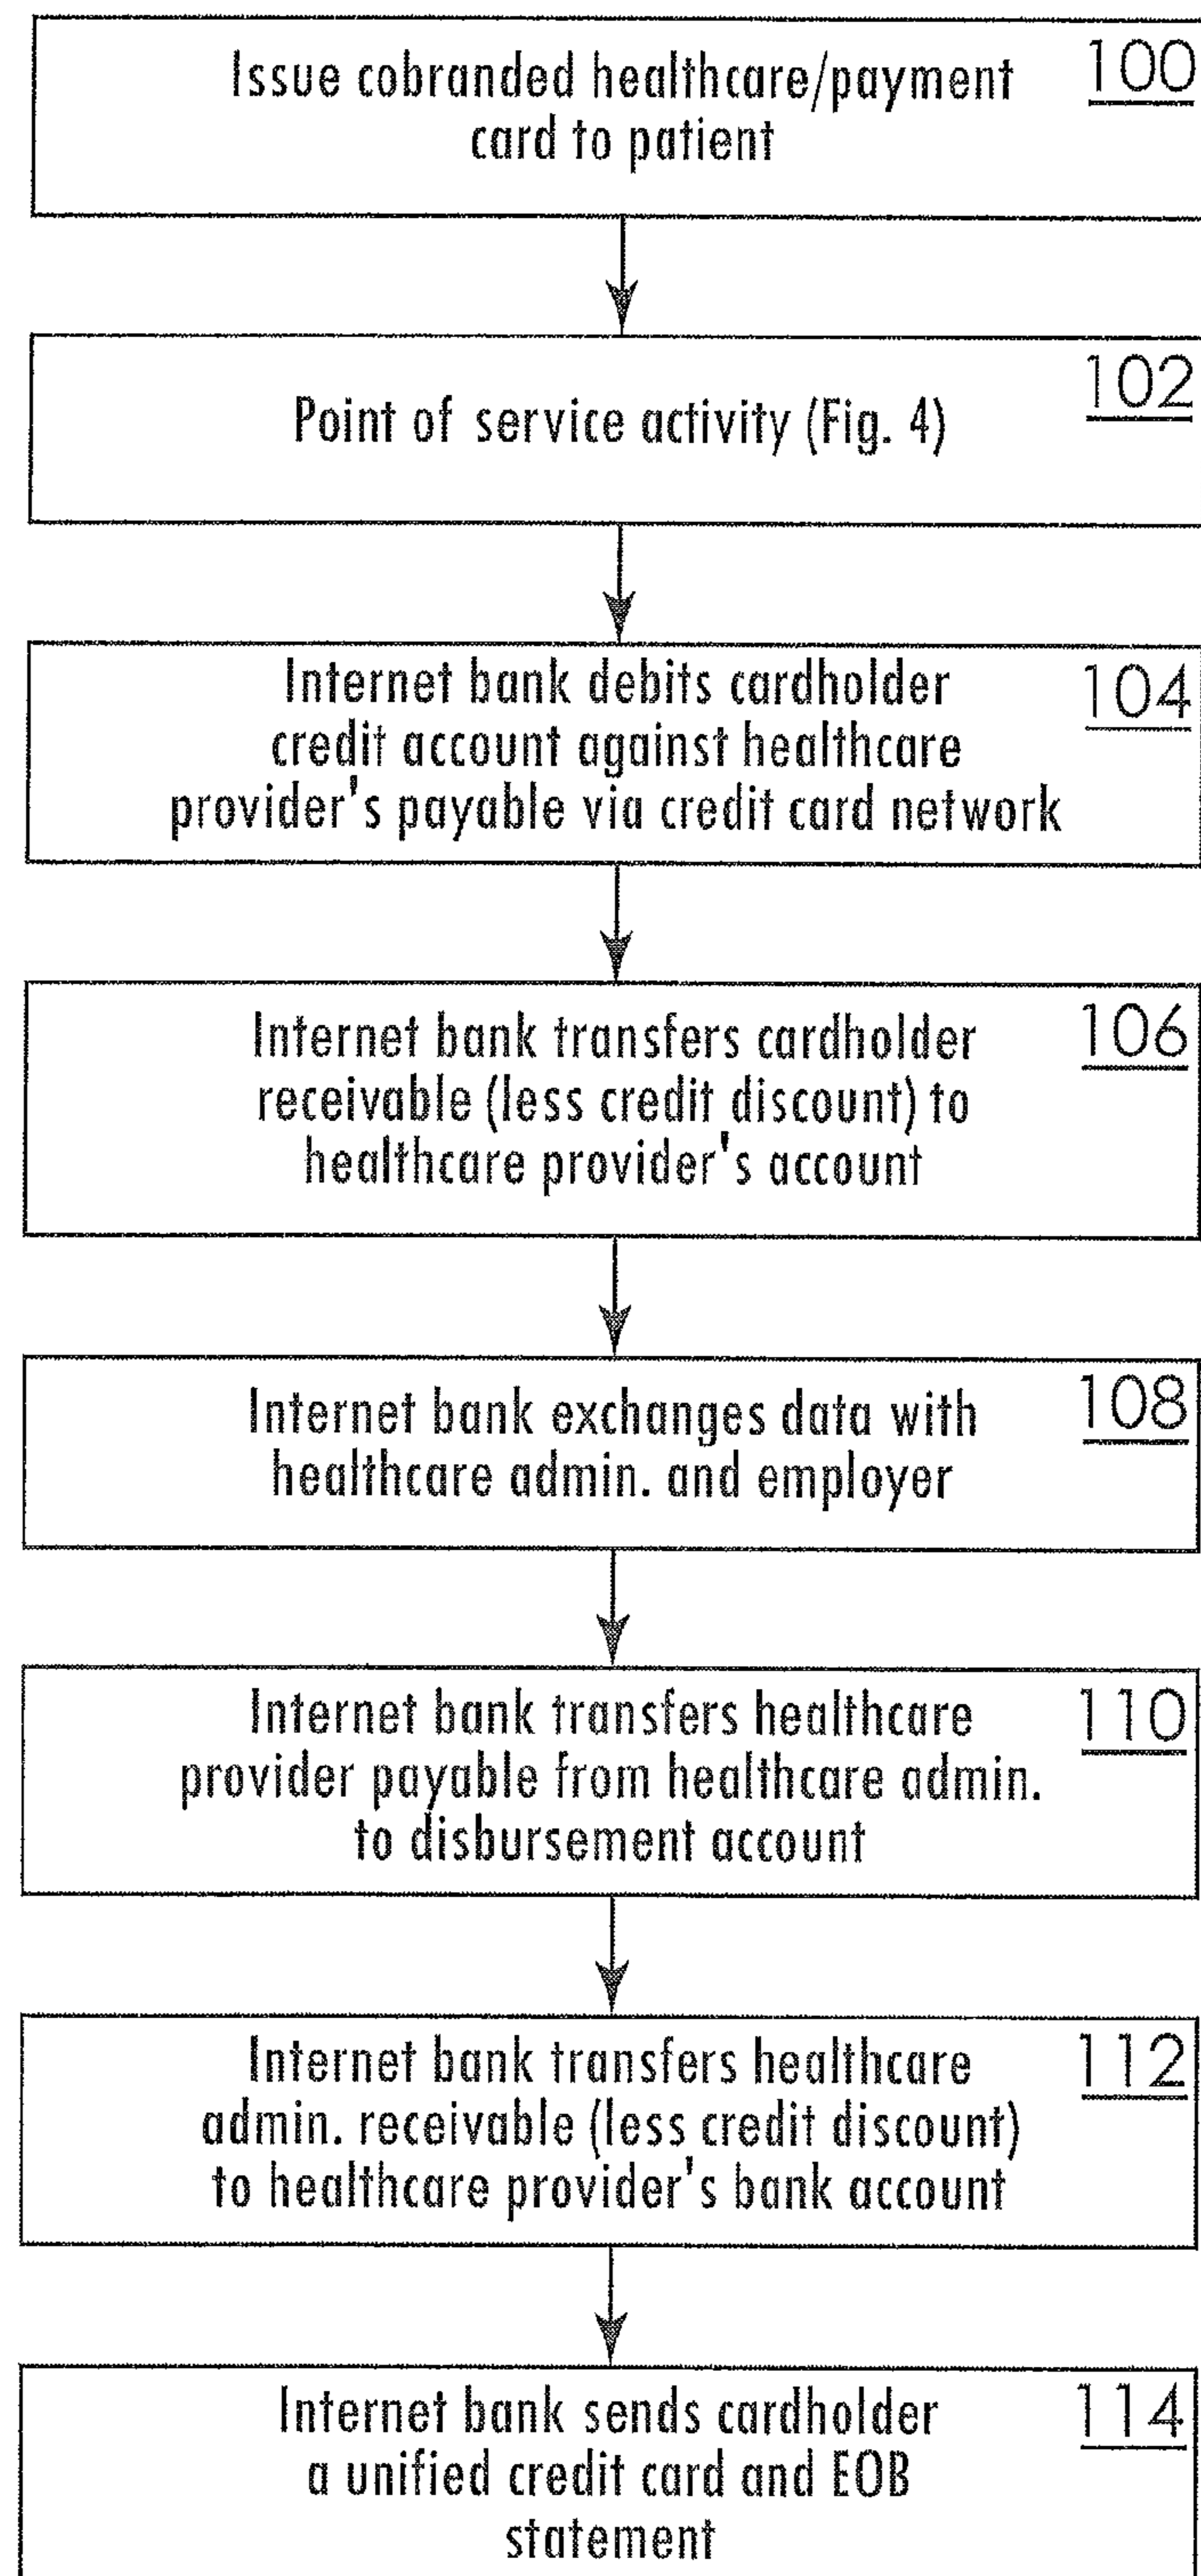 Issue cobranded healthcare/payment
card to patient
100
Point of service activity (Fig. 4)
102
Internet bank debits cardholder
credit account against healthcare
provider's payable via credit card network
104
Internet bank transfers cardholder
receivable (less credit discount) to
healthcare provider's account
106
Internet bank exchanges data with
healthcare admin. and employer
108
Internet bank transfers healthcare
provider payable from healthcare admin.
to disbursement account
110
Internet bank transfers healthcare
admin. receivable (less credit discount)
to healthcare provider's bank account
112
Internet bank sends cardholder
a unified credit card and EOB
statement
114